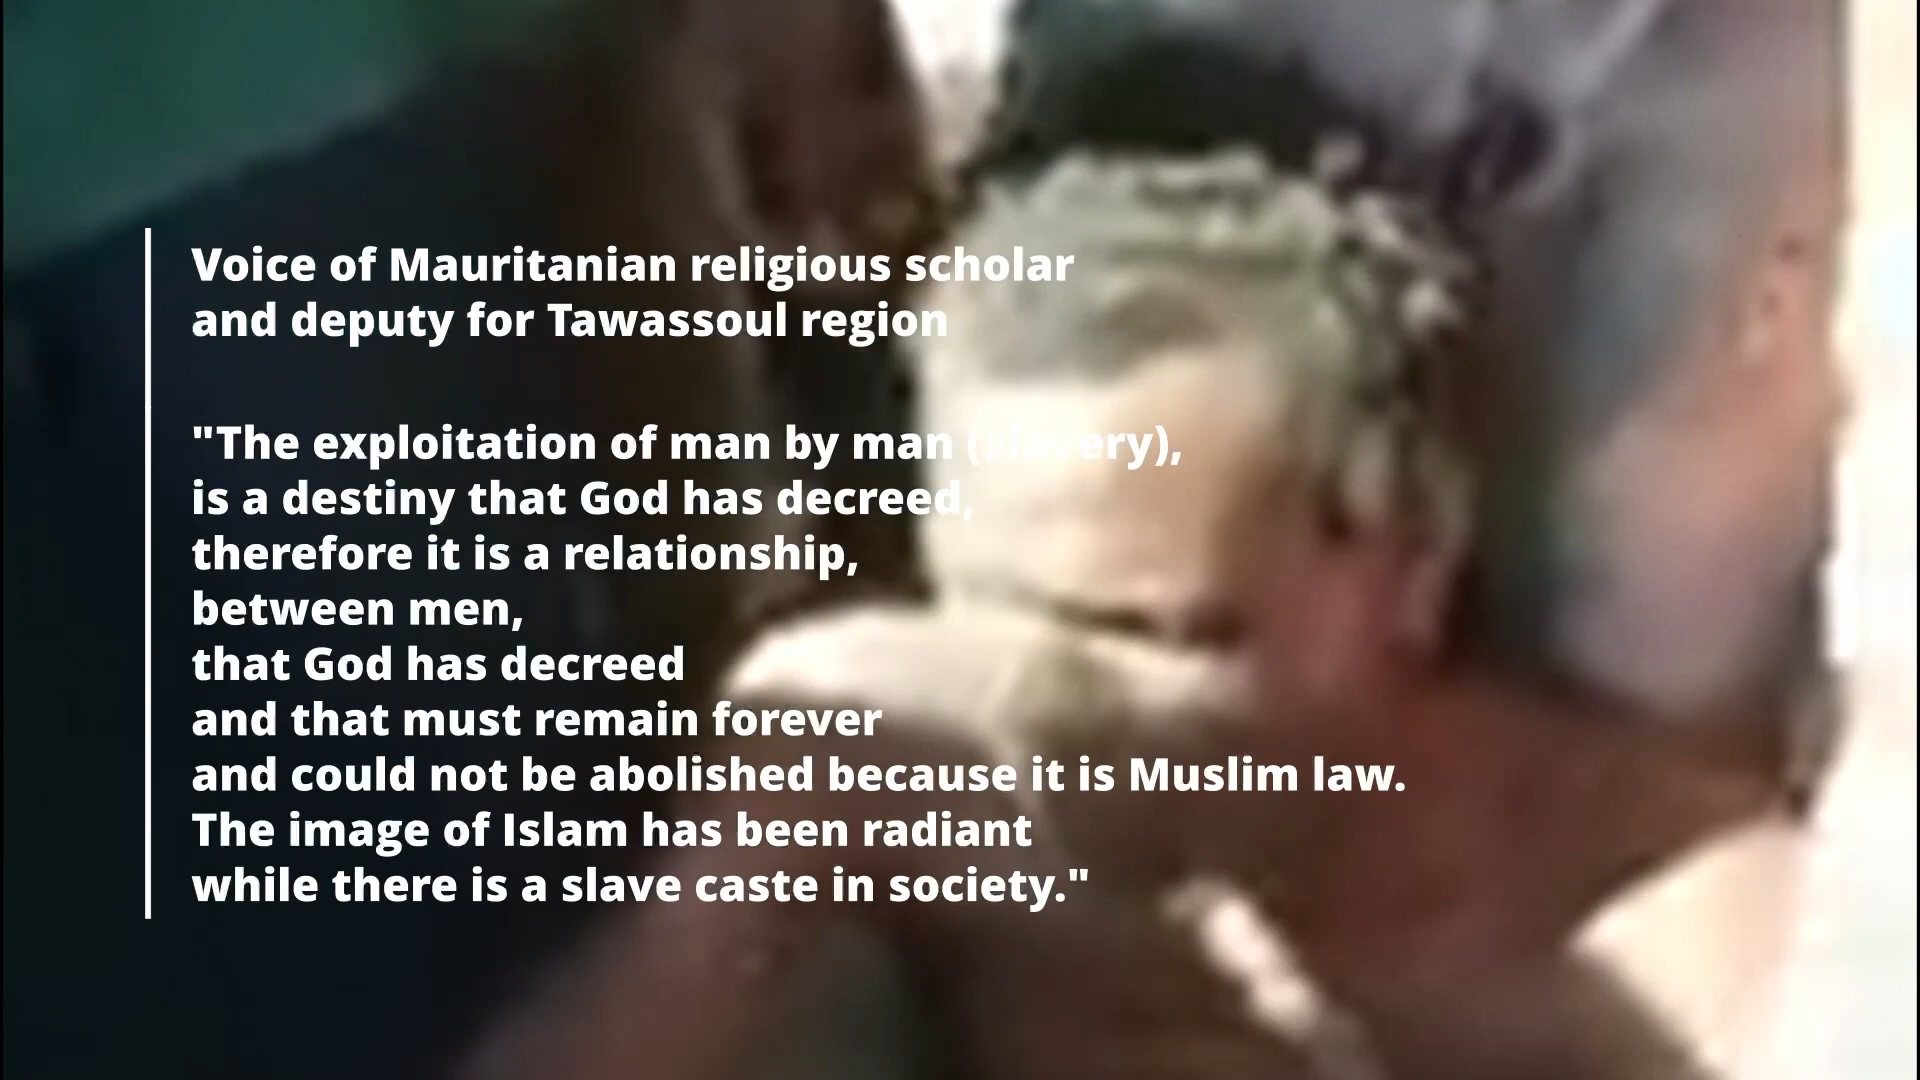 Voice of Mauritanian religious scholar
and deputy for Tawassoul region
"The exploitation of man by man (slavery),
is a destiny that God has decreed,
therefore it is a relationship,
between men,
that God has decreed
and that must remain forever
and could not be abolished because it is Muslim law.
The image of Islam has been radiant
while there is a slave caste in society."